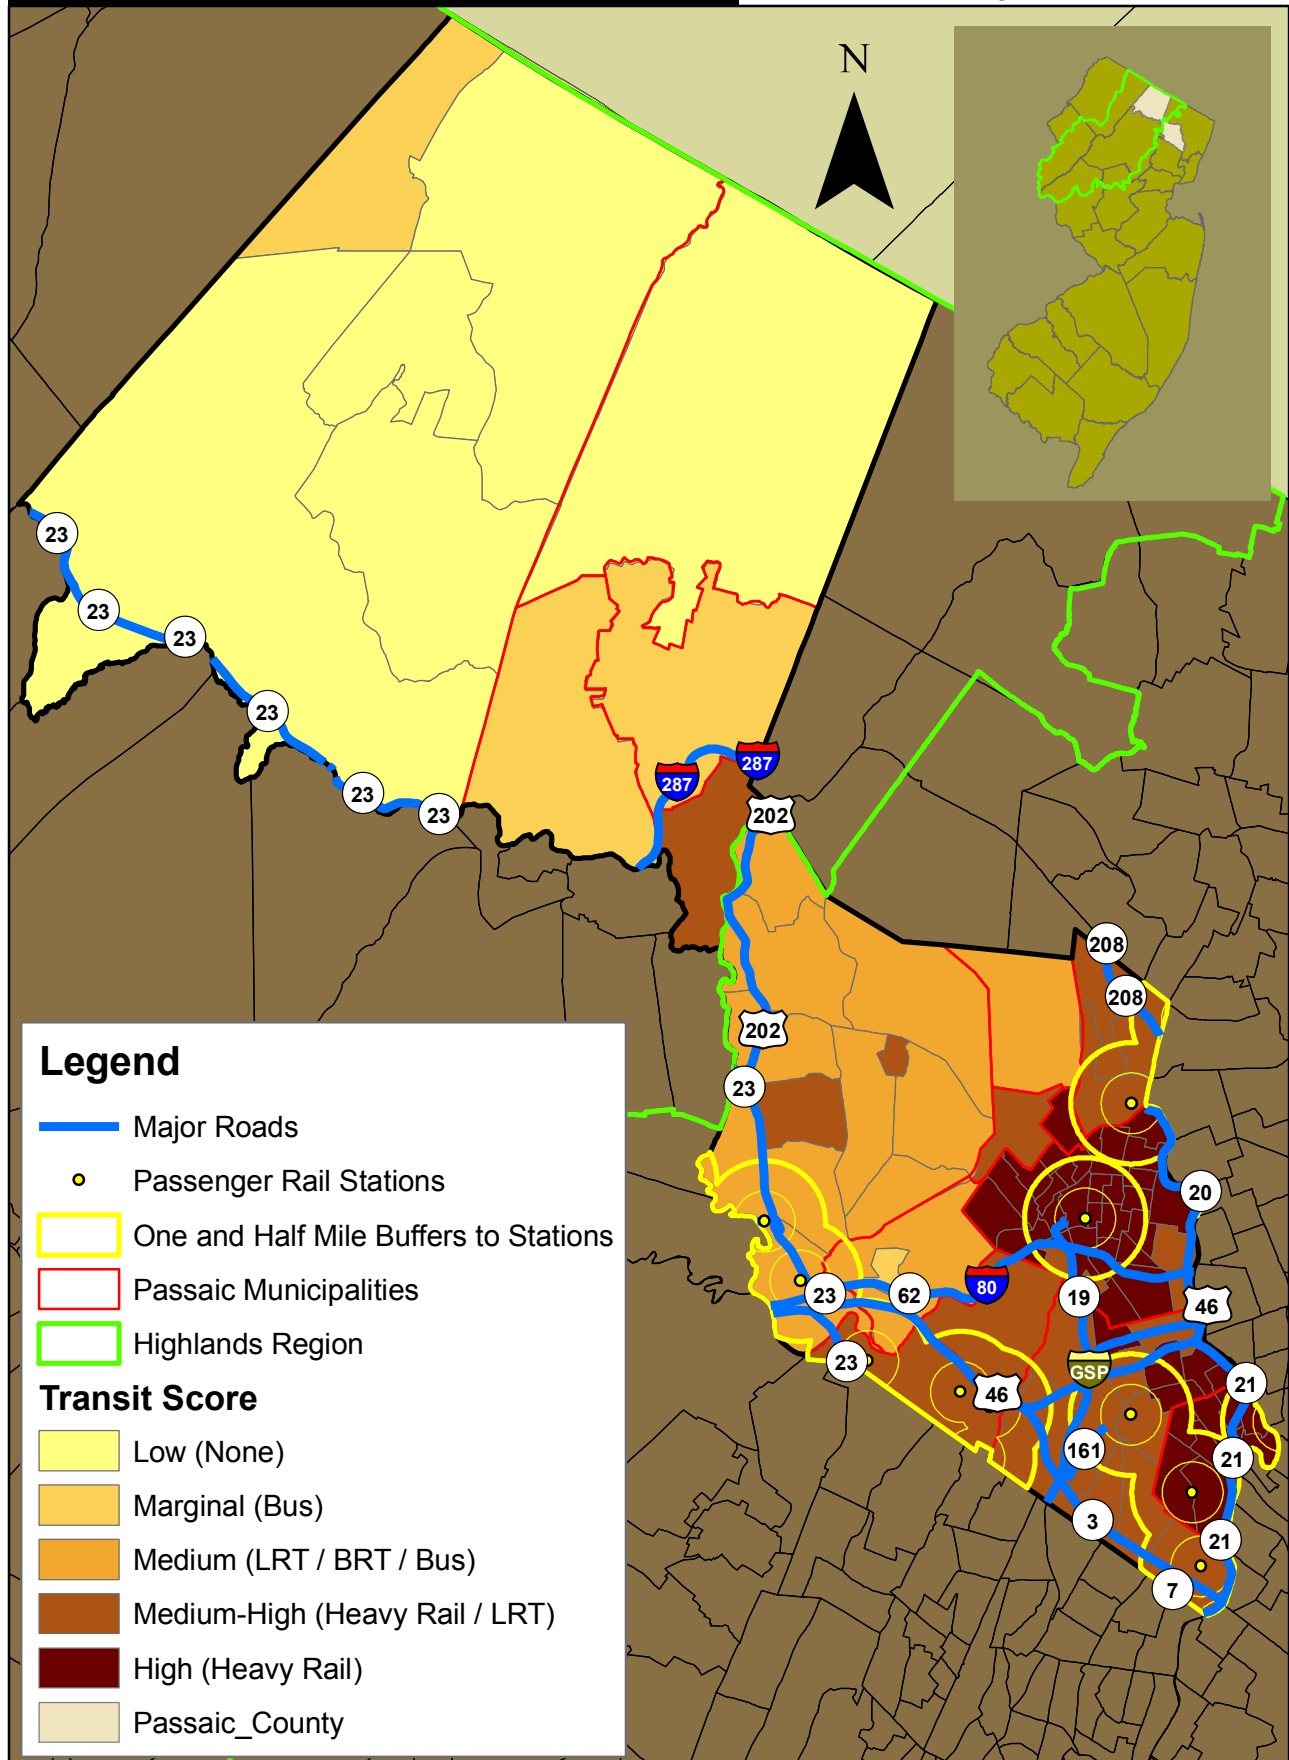 N
23
23
23
23
23
23
287
287
202
202
23
208
208
20
19
46
80
62
23
23
46
GSP
161
21
21
21
3
7
Legend
Major Roads
Passenger Rail Stations
One and Half Mile Buffers to Stations
Passaic Municipalities
Highlands Region
Transit Score
Low (None)
Marginal (Bus)
Medium (LRT / BRT / Bus)
Medium-High (Heavy Rail / LRT)
High (Heavy Rail)
Passaic_County